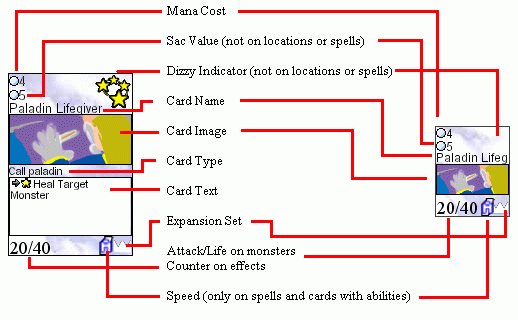 Mana Cost
Sac Value (not on locations or spells)
Dizzy Indicator (not on locations or spells)
Card Name
Card Image
Card Type
Card Text
Expansion Set
Attack/Life on monsters
Counter on effects
Speed (only on spells and cards with abilities)
4
5
Paladin Lifegiver
Call paladin
Heal Target
Monster
20/40
4
5
Paladin Lifeg
20/40